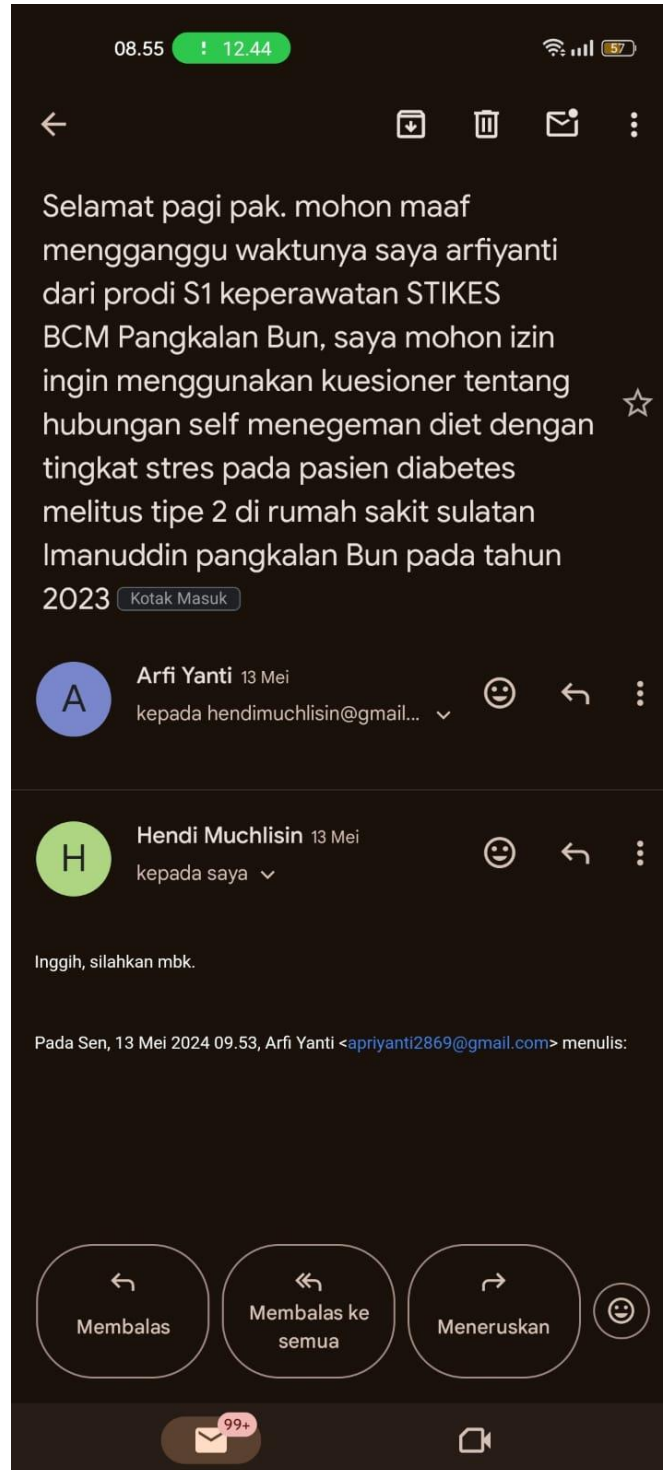 08.55 ! 12.44 57
Selamat pagi pak. mohon maaf
mengganggu waktunya saya arfiyanti
dari prodi S1 keperawatan STIKES
BCM Pangkalan Bun, saya mohon izin
ingin menggunakan kuesioner tentang
hubungan self menegeman diet dengan
tingkat stres pada pasien diabetes
melitus tipe 2 di rumah sakit sulatan
Imanuddin pangkalan Bun pada tahun
2023 Kotak Masuk
A
Arfi Yanti 13 Mei
kepada hendimuchlisin@gmail...
H
Hendi Muchlisin 13 Mei
kepada saya
Inggih, silahkan mbk.
Pada Sen, 13 Mei 2024 09.53, Arfi Yanti <apriyanti2869@gmail.com> menulis:
Membalas
Membalas ke
semua
Meneruskan
99+